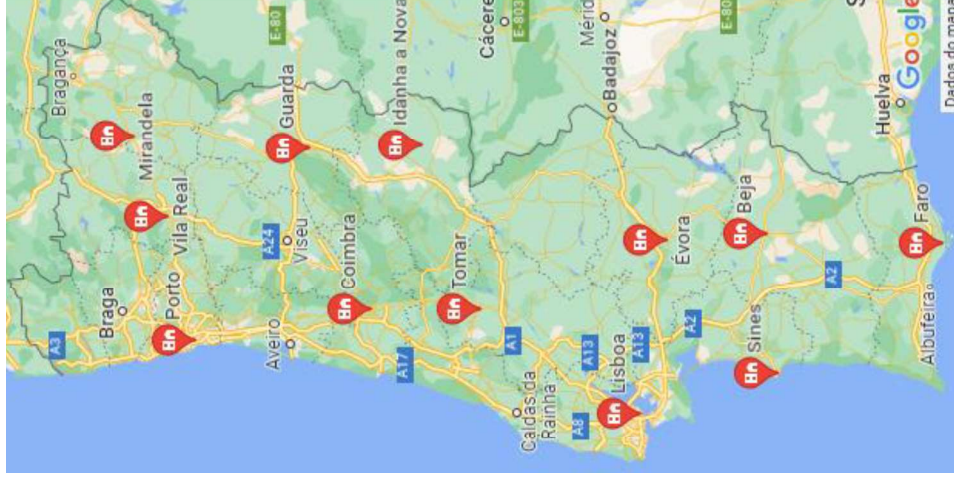 Bragança
E-80
Cácere
E-803
Mérid
E-80
S
Google
Dados do mapa
Mirandela
Guarda
Idanha a Nova
Badajoz
Huelva
A3
Braga
Porto
Vila Real
A24
Viseu
Coimbra
Tomar
Évora
Beja
Faro
Aveiro
A17
A1
Caldas da
Rainha
A8
A13
Lisboa
A13
A2
Sines
A2
Albufeira